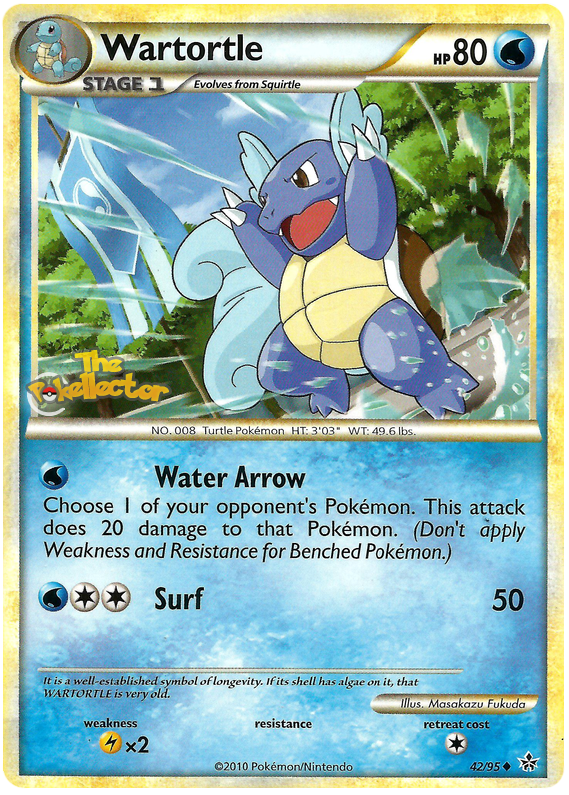 Wartortle
HP 80
STAGE 1
Evolves from Squirtle
The
Pokellector
NO. 008 Turtle Pokémon HT: 3'03" WT: 49.6 lbs.
Water Arrow
Choose 1 of your opponent's Pokémon. This attack
does 20 damage to that Pokémon. (Don't apply
Weakness and Resistance for Benched Pokémon.)
Surf 50
It is a well-established symbol of longevity. If its shell has algae on it, that
WARTORTLE is very old.
Illus. Masakazu Fukuda
weakness resistance retreat cost
×2
©2010 Pokémon/Nintendo
42/95